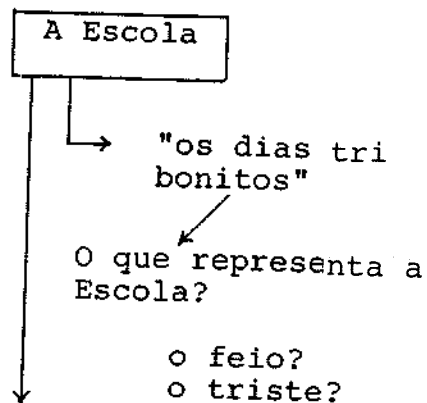 A Escola
"os dias tri
bonitos"
O que representa a
Escola?
o feio?
o triste?